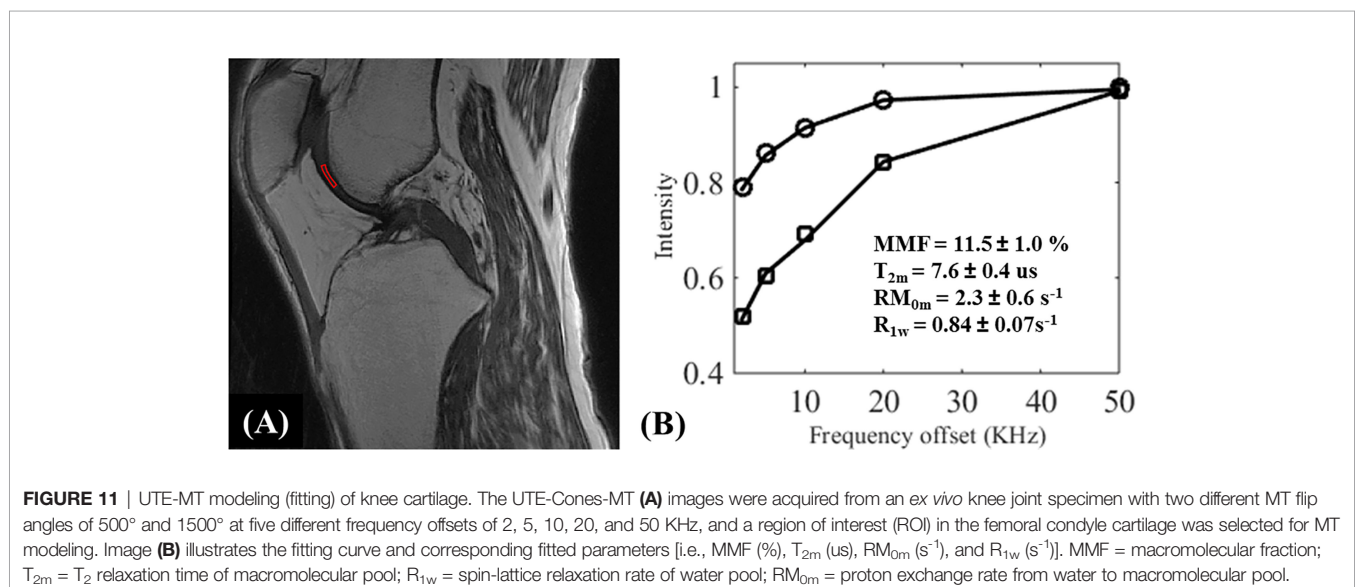 (A)
(B)
Intensity
1
0.8
0.6
0.4
MMF = 11.5 ± 1.0 %
T2m = 7.6 ± 0.4 us
RM0m = 2.3 ± 0.6 s-1
R1w = 0.84 ± 0.07s-1
10 20 30 40 50
Frequency offset (KHz)
FIGURE 11 | UTE-MT modeling (fitting) of knee cartilage. The UTE-Cones-MT (A) images were acquired from an ex vivo knee joint specimen with two different MT flip
angles of 500° and 1500° at five different frequency offsets of 2, 5, 10, 20, and 50 KHz, and a region of interest (ROI) in the femoral condyle cartilage was selected for MT
modeling. Image (B) illustrates the fitting curve and corresponding fitted parameters [i.e., MMF (%), T2m (us), RM0m (s-1), and R1w (s-1)]. MMF = macromolecular fraction;
T2m = T2 relaxation time of macromolecular pool; R1w = spin-lattice relaxation rate of water pool; RM0m = proton exchange rate from water to macromolecular pool.